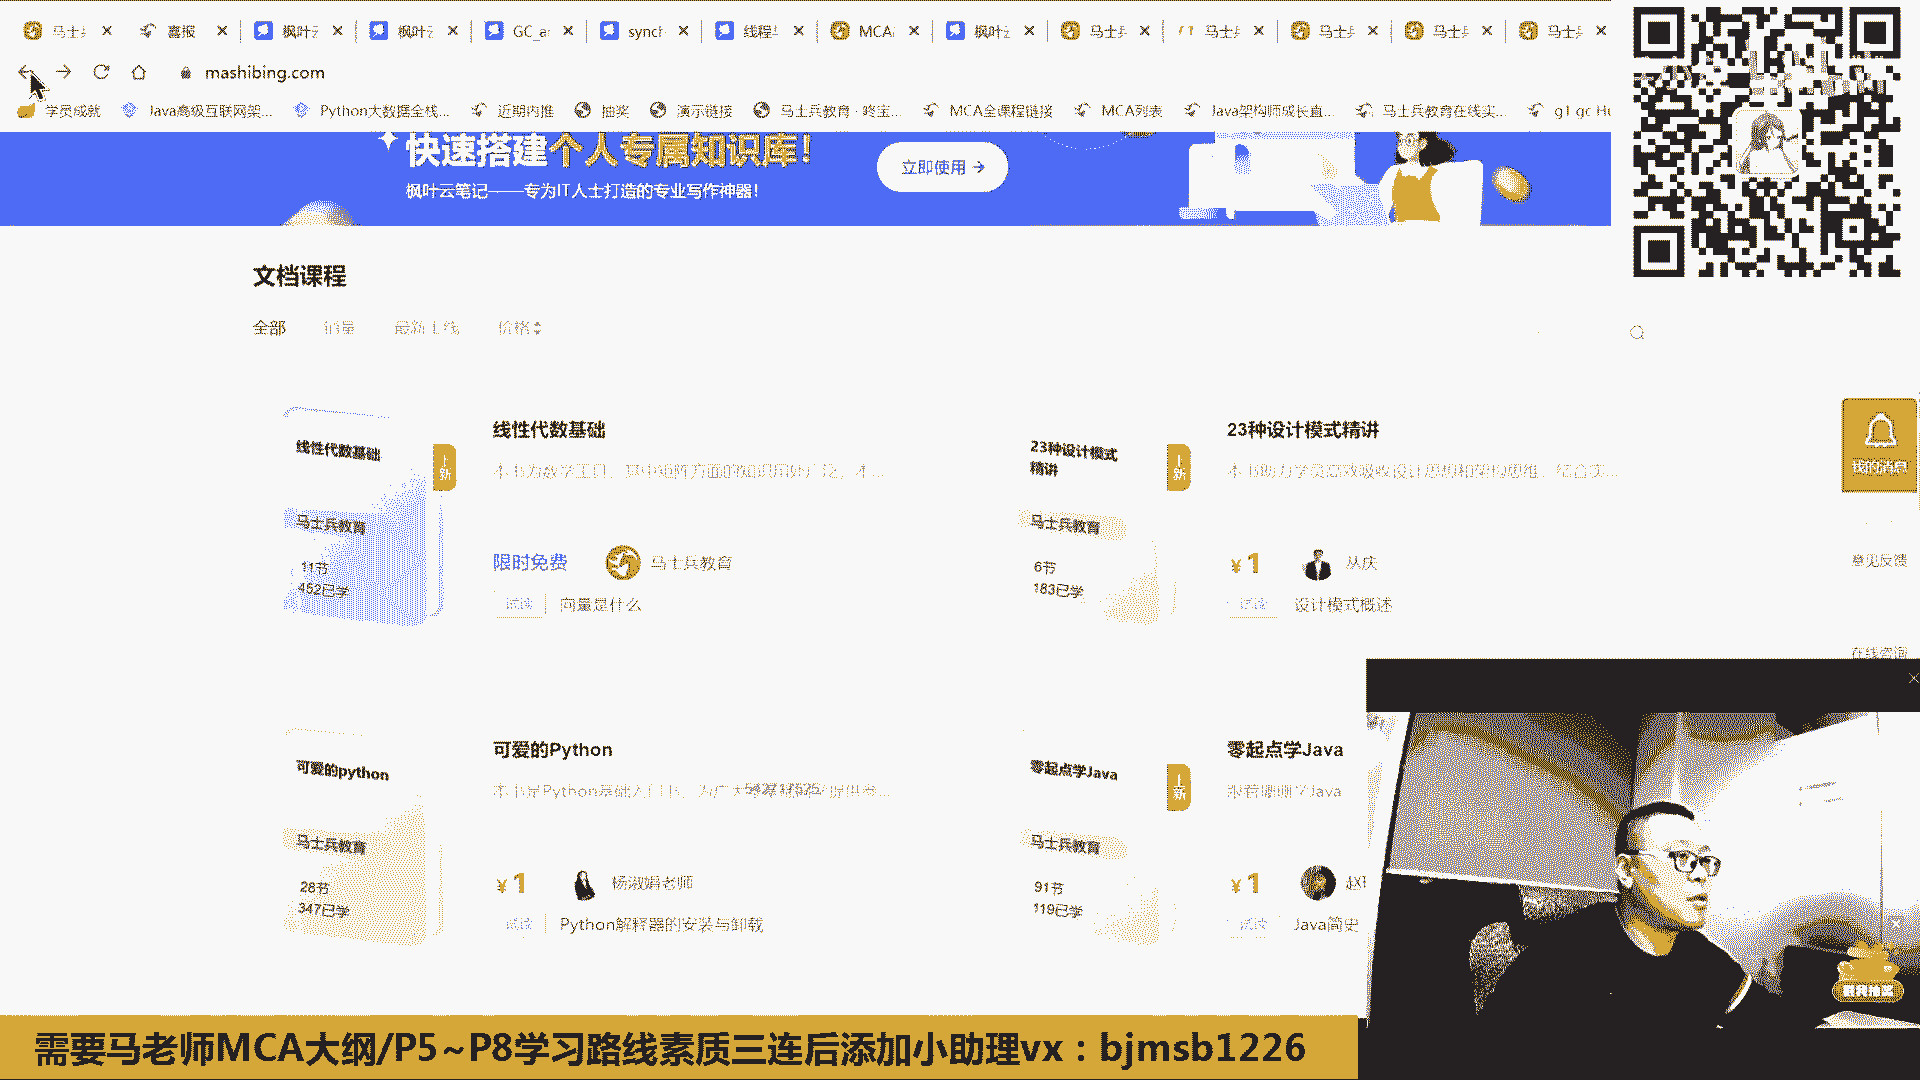 马士
喜报
枫叶
枫叶
GC_a
sync
线程
MCA
枫叶
马士
马士
马士
马士
马士
mashibing.com
学员成就
Java高级互联网架...
Python大数据全栈...
近期内推
抽奖
演示链接
马士兵教育 - 咚宝...
MCA全课程链接
MCA列表
Java架构师成长直...
马士兵教育在线实...
g1 gc
快速搭建个人专属知识库!
枫叶云笔记——专为IT人士打造的专业写作神器!
立即使用 →
文档课程
全部
销量
最新上线
价格
线性代数基础
上新
马士兵教育
11节
452已学
线性代数基础
限时免费
马士兵教育
试读
向量是什么
23种设计模式
精讲
上新
马士兵教育
6节
183已学
23种设计模式精讲
¥1
从庆
试读
设计模式概述
我的消息
意见反馈
在线咨询
可爱的python
马士兵教育
28节
347已学
可爱的Python
¥1
杨淑娟老师
试读
Python解释器的安装与卸载
零起点学Java
上新
马士兵教育
91节
119已学
零起点学Java
跟着珊珊学Java
¥1
试读
Java简史
需要马老师MCA大纲/P5~P8学习路线素质三连后添加小助理vx：bjmsb1226